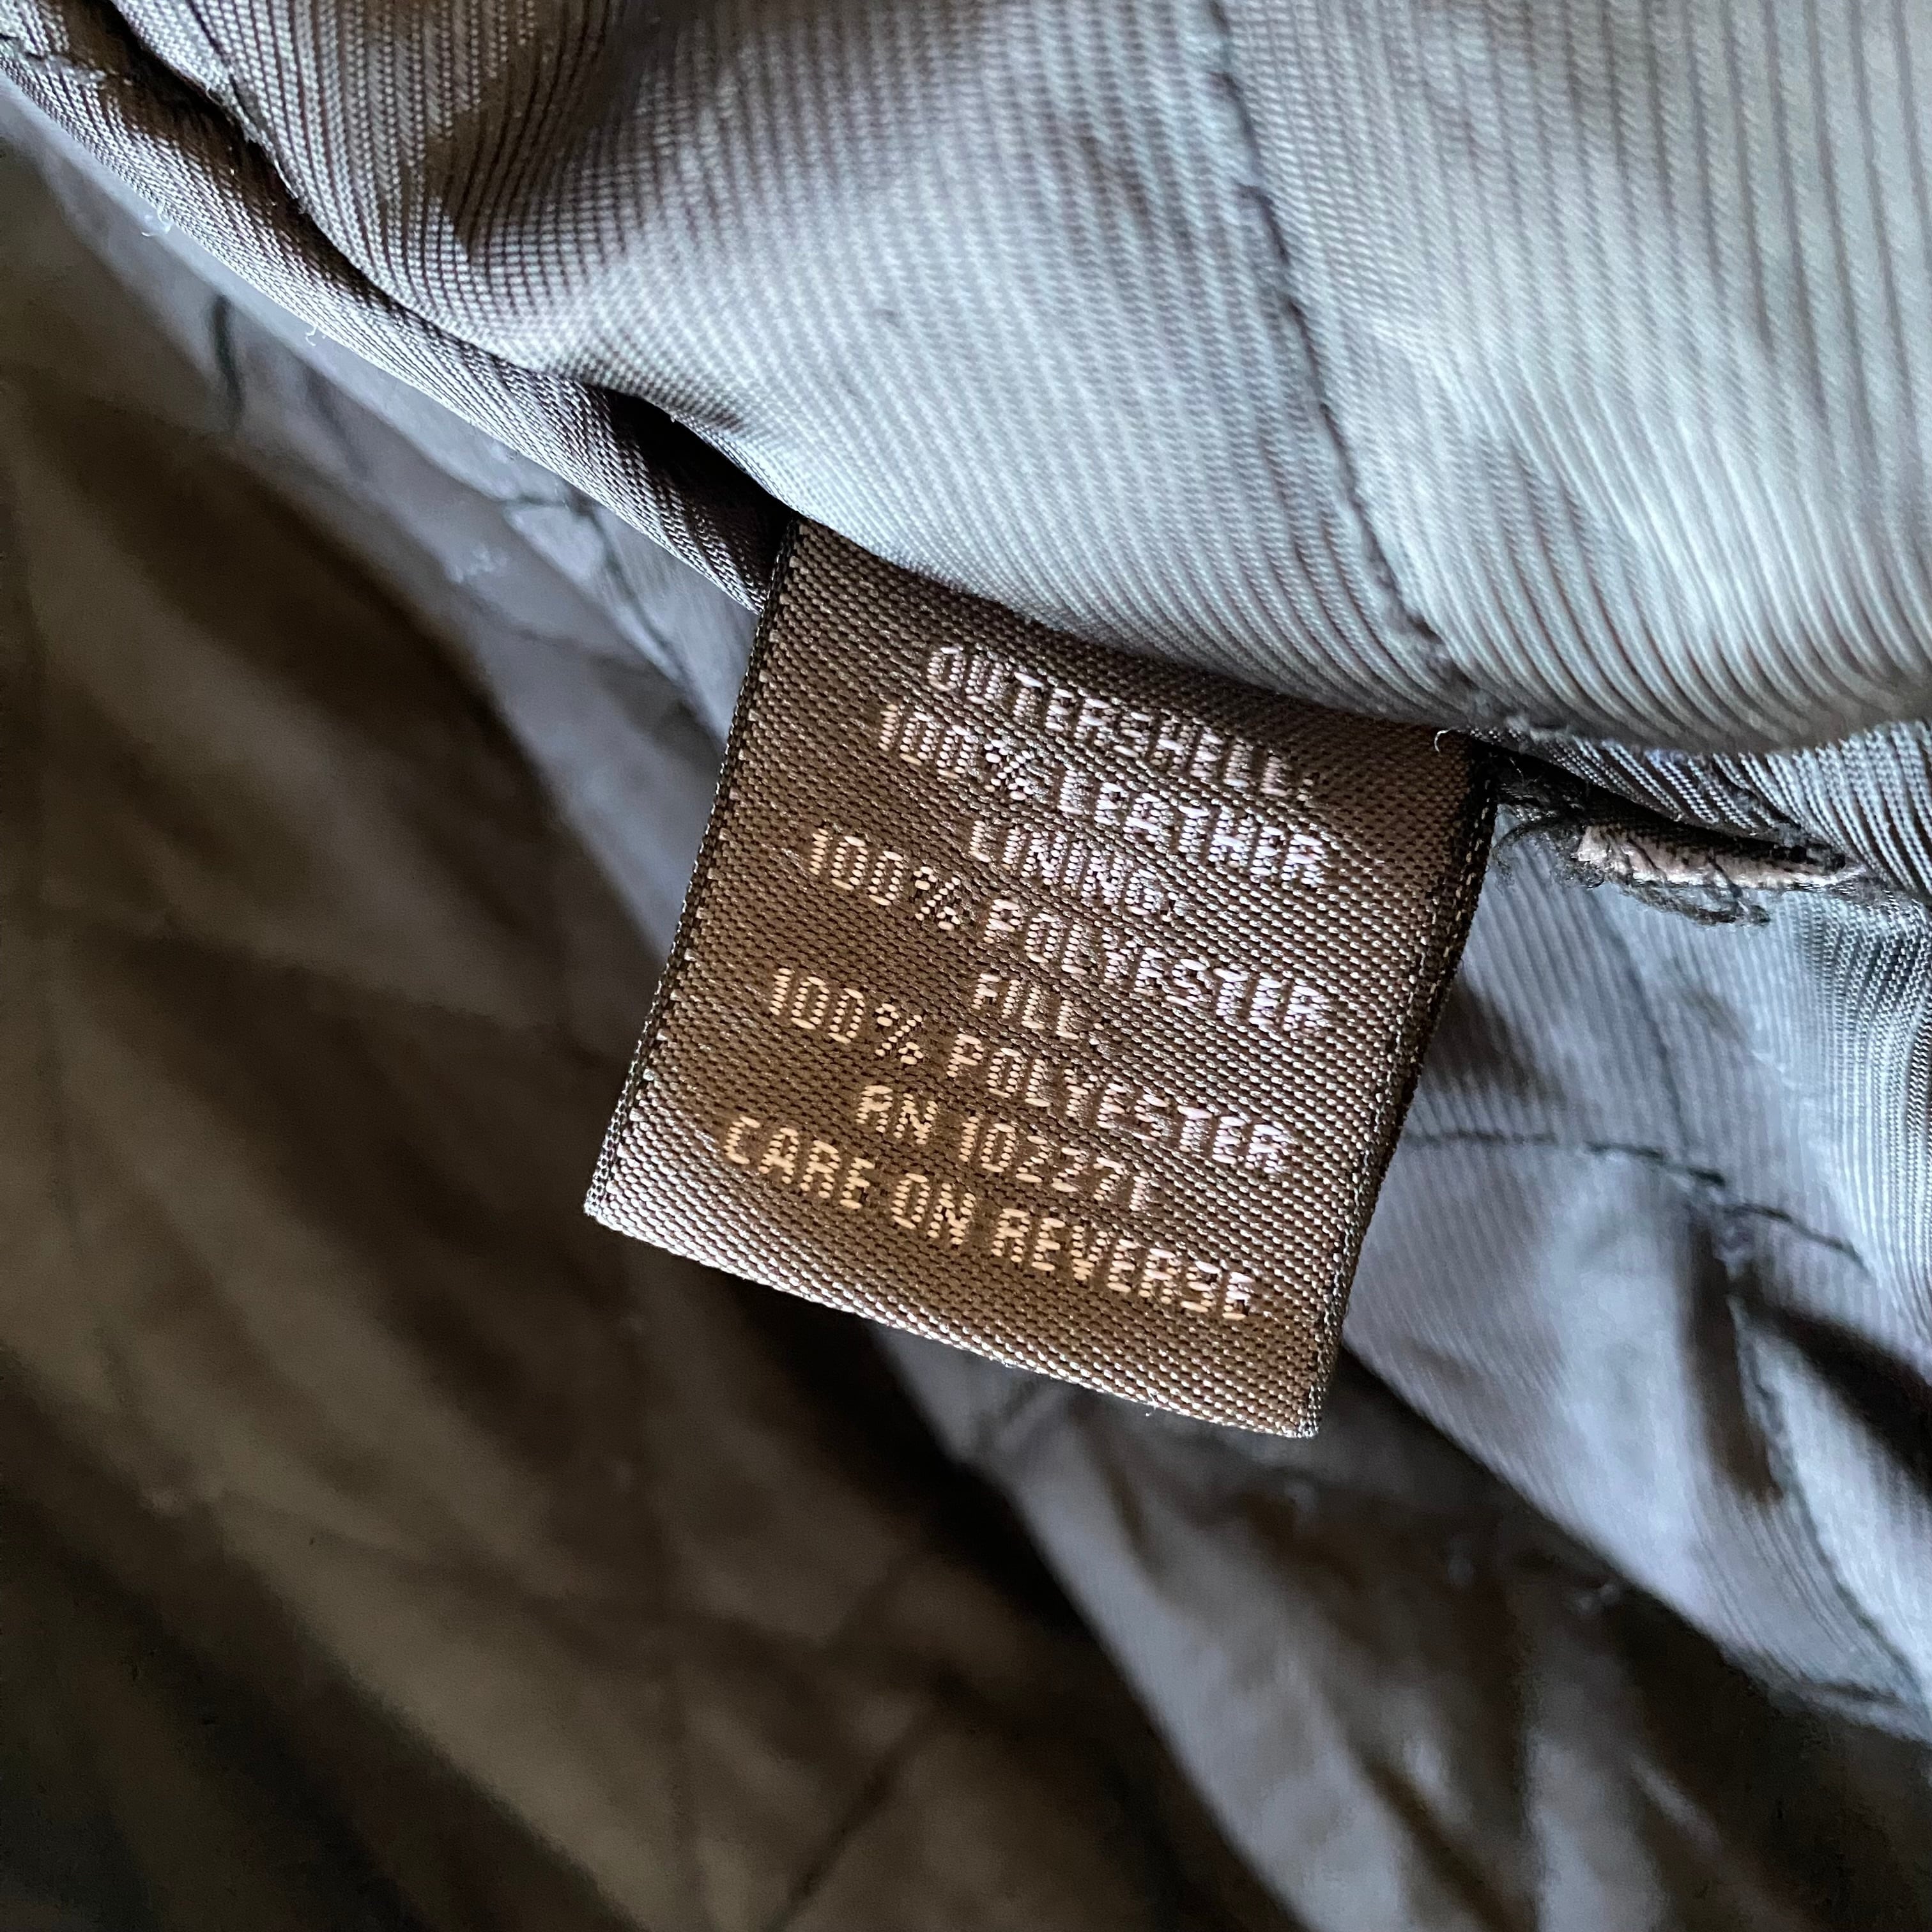 OUTERSHELL:
100% LEATHER
LINING:
100% POLYESTER
FILL:
100% POLYESTER
RN 102271
CARE ON REVERSE